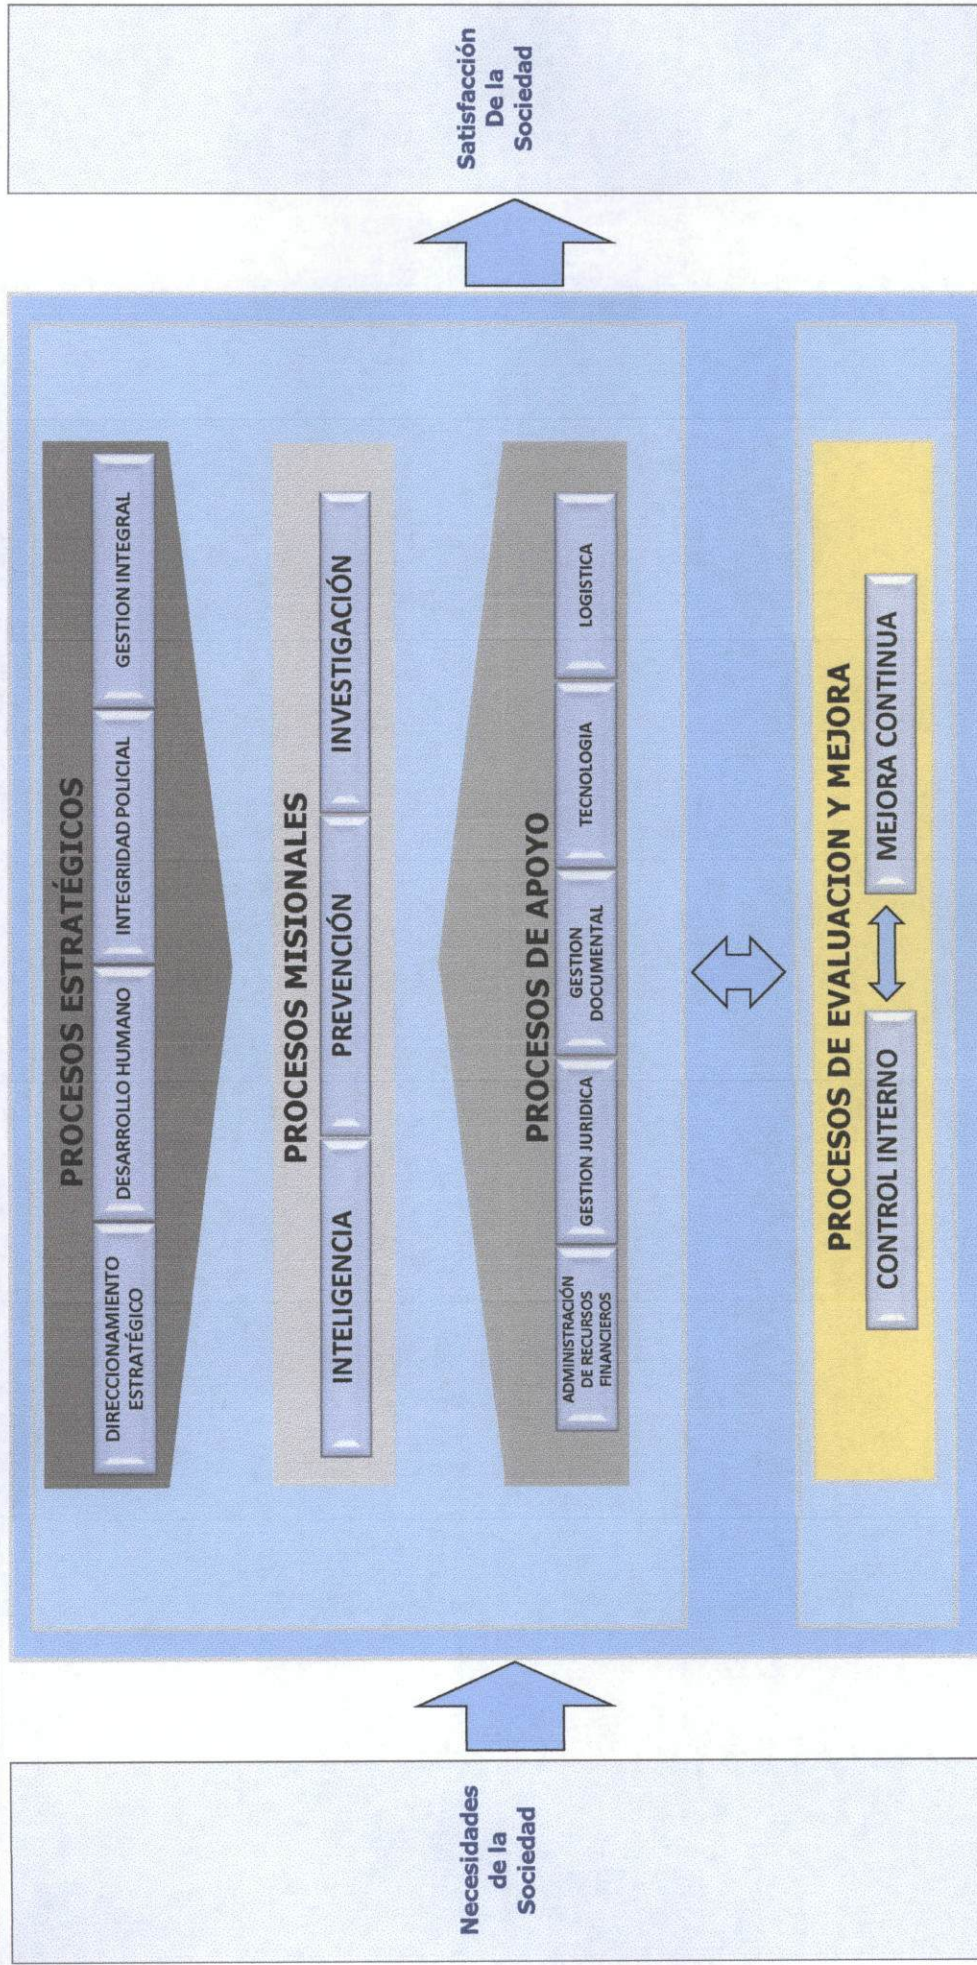 Necesidades
de la
Sociedad
PROCESOS ESTRATÉGICOS
DIRECCIONAMIENTO
ESTRATÉGICO
DESARROLLO HUMANO
INTEGRIDAD POLICIAL
GESTION INTEGRAL
PROCESOS MISIONALES
INTELIGENCIA
PREVENCIÓN
INVESTIGACIÓN
PROCESOS DE APOYO
ADMINISTRACIÓN
DE RECURSOS
FINANCIEROS
GESTION JURIDICA
GESTION
DOCUMENTAL
TECNOLOGIA
LOGISTICA
PROCESOS DE EVALUACION Y MEJORA
CONTROL INTERNO
MEJORA CONTINUA
Satisfacción
De la
Sociedad